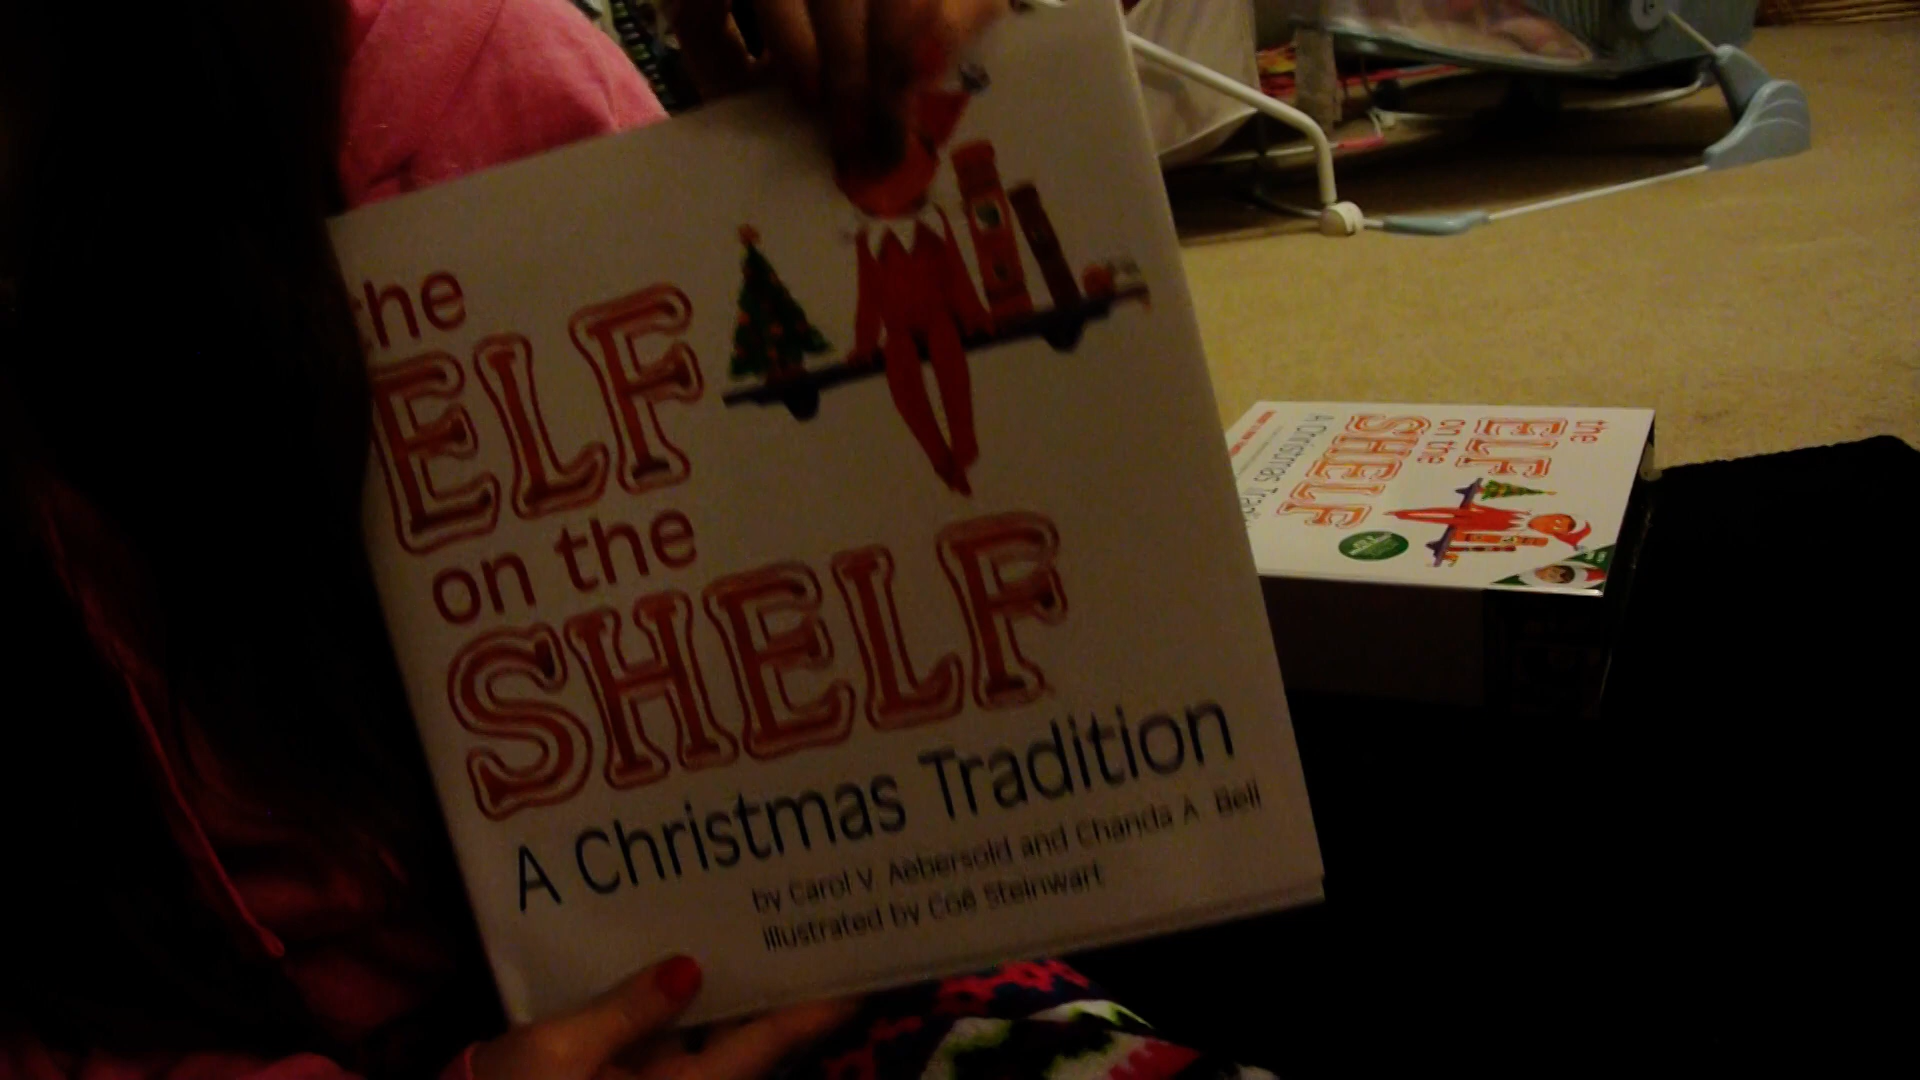 the
ELF
on the
SHELF
A Christmas Tradition
by Carol V. Aebersold and Chanda A. Bell
illustrated by Coë Steinwart
the
ELF
on the
SHELF
A Christmas Tradition